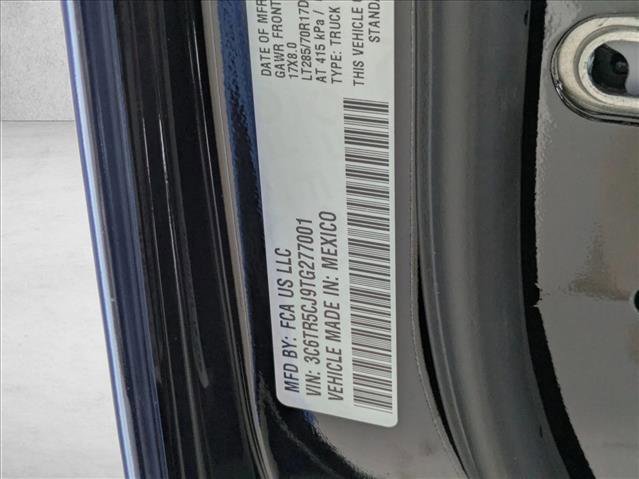 DATE OF MFR
GAWR FRONT
17X8.0
LT285/70R17D
AT 415 kPa /
TYPE: TRUCK
THIS VEHICLE
STANDA
MFD BY: FCA US LLC
VIN: 3C6TR5CJ9TG277001
VEHICLE MADE IN: MEXICO